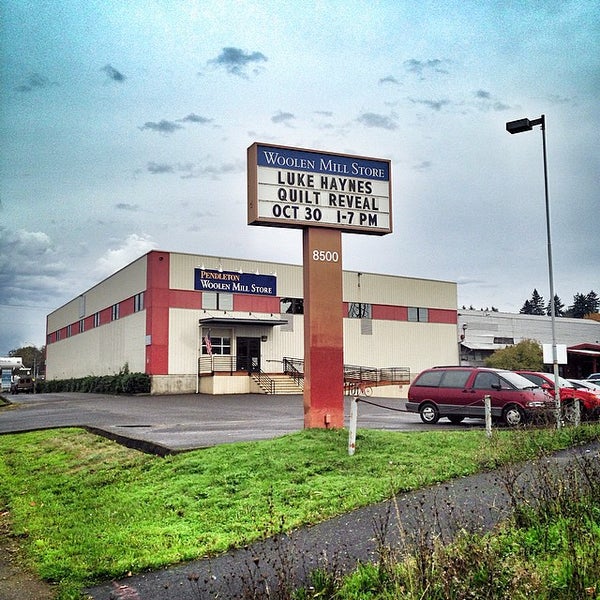 WOOLEN MILL STORE
LUKE HAYNES
QUILT REVEAL
OCT 30 1-7 PM
8500
PENDLETON
WOOLEN MILL STORE